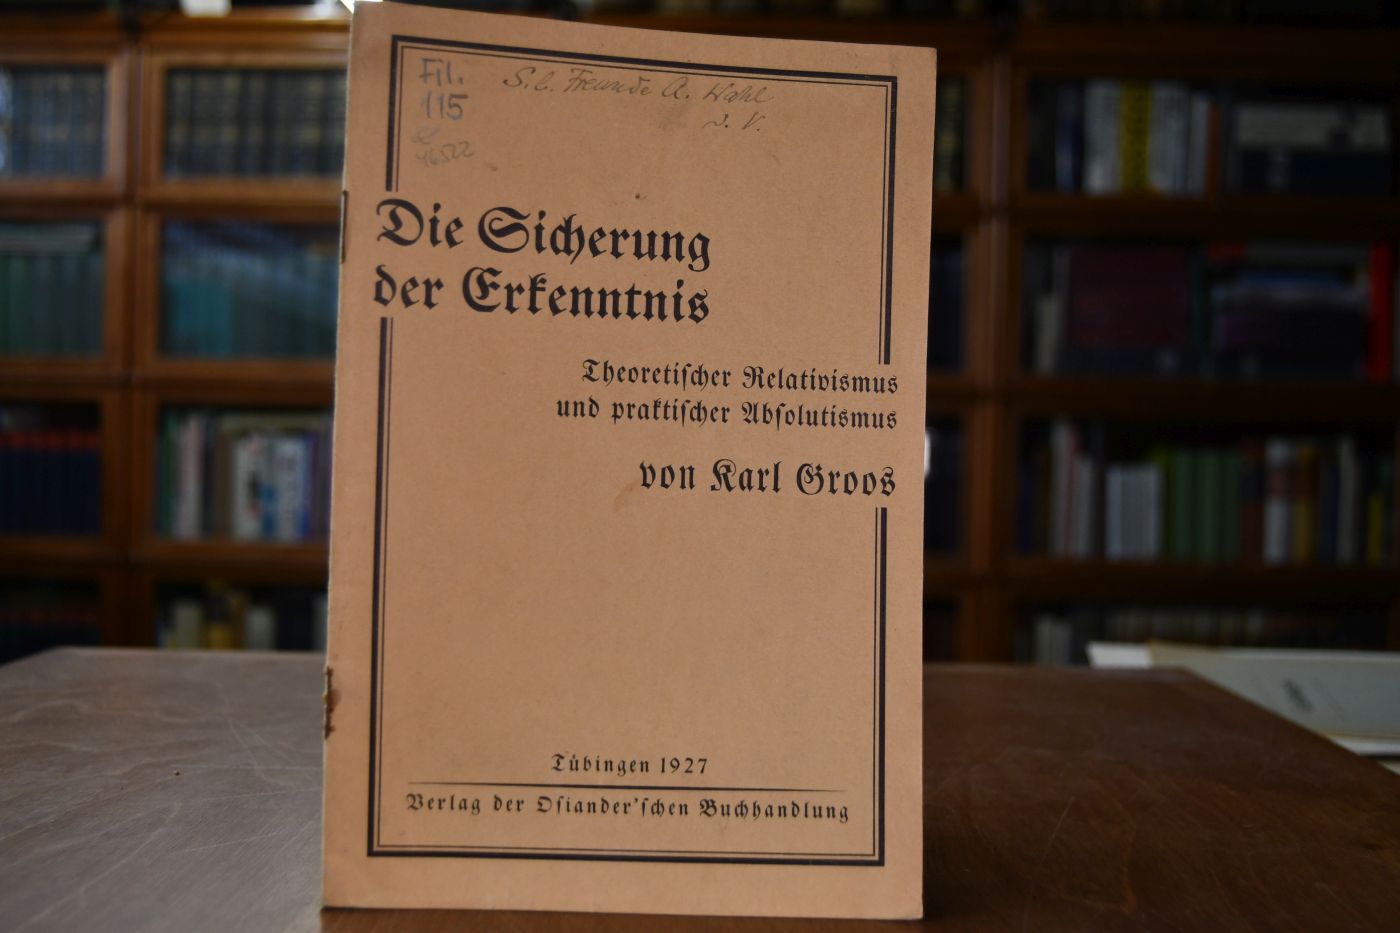 Fil.
115
46522
S. l. Freunde A. Wahl
d. V.
Die Sicherung
der Erkenntnis
Theoretiſcher Relativismus
und praktiſcher Abſolutismus
von Karl Groos
Tübingen 1927
Verlag der Oſiander'ſchen Buchhandlung